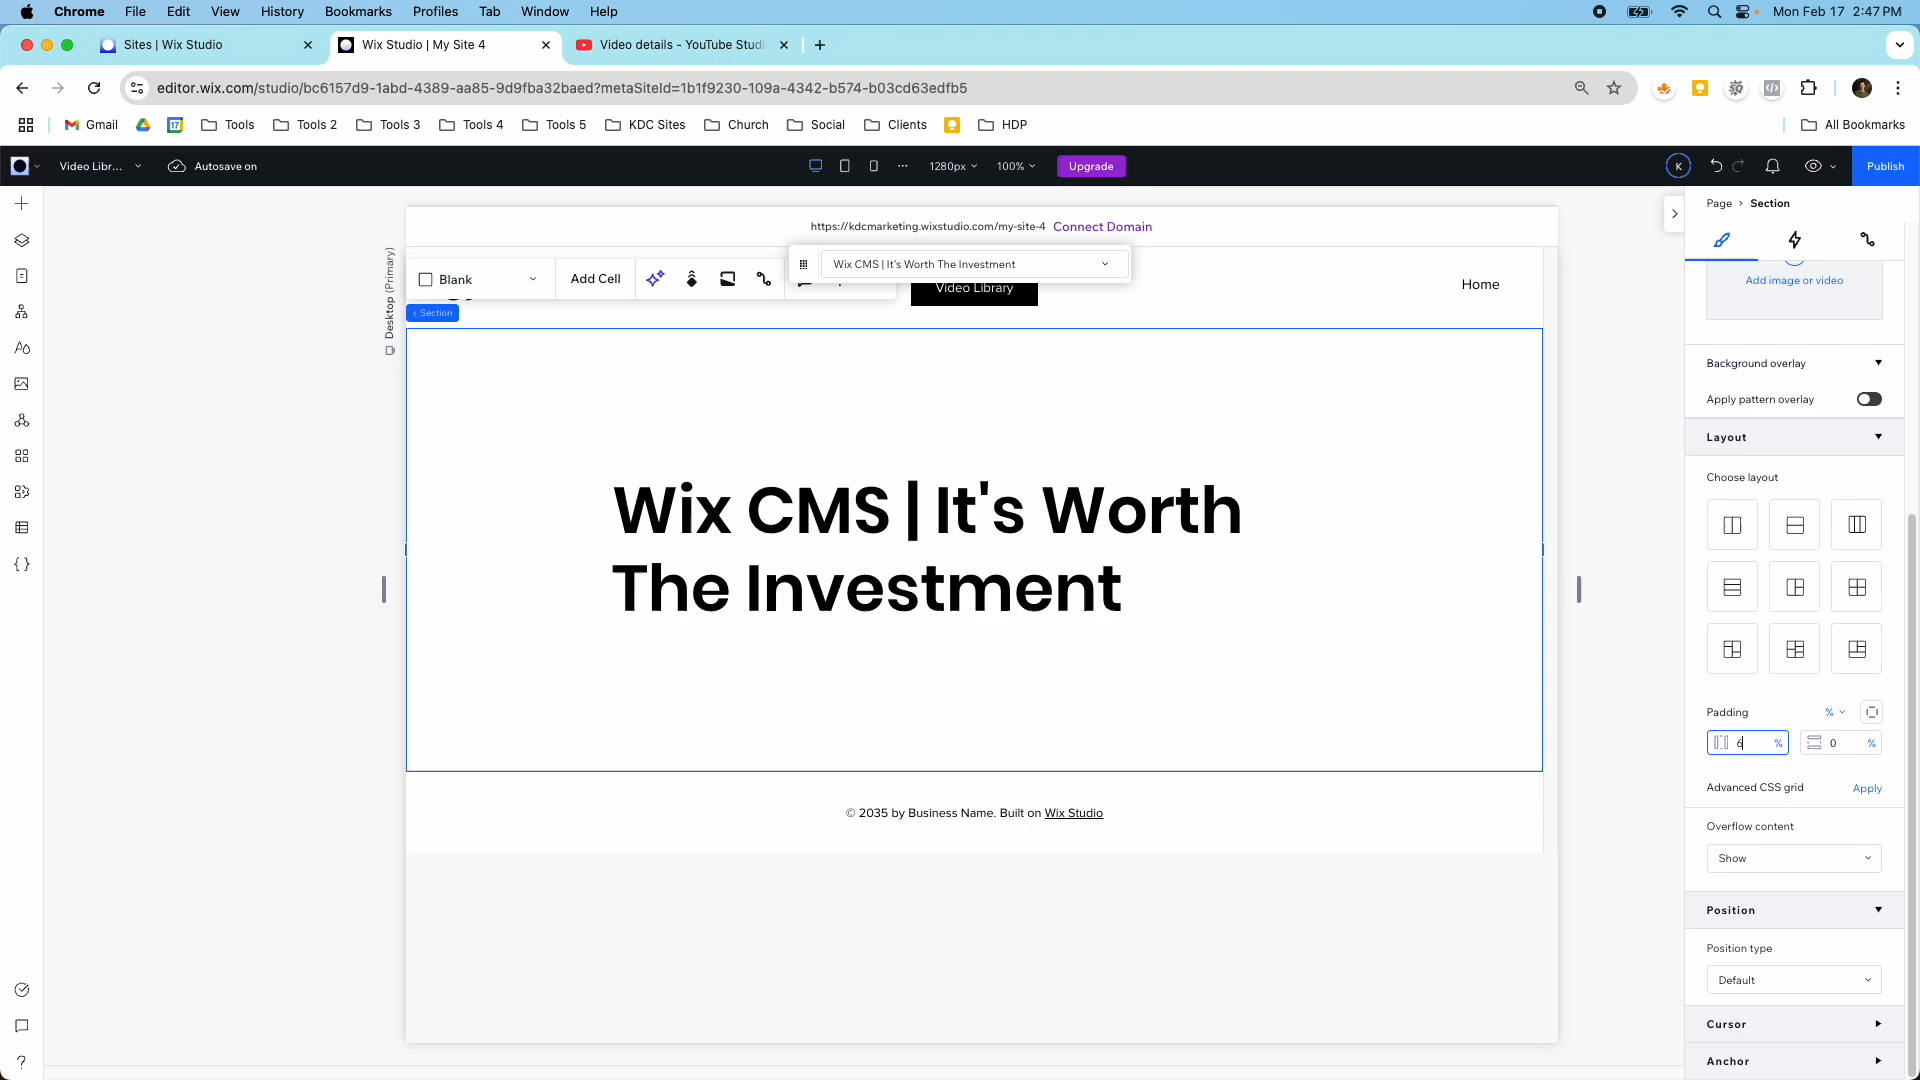 Chrome File Edit View History Bookmarks Profiles Tab Window Help Mon Feb 17 2:47 PM
Sites | Wix Studio Wix Studio | My Site 4 Video details - YouTube Studi
editor.wix.com/studio/bc6157d9-1abd-4389-aa85-9d9fba32baed?metaSiteId=1b1f9230-109a-4342-b574-b03cd63edfb5
Gmail 17 Tools Tools 2 Tools 3 Tools 4 Tools 5 KDC Sites Church Social Clients HDP All Bookmarks
Video Libr... Autosave on 1280px 100% Upgrade K Publish
Page > Section
https://kdcmarketing.wixstudio.com/my-site-4 Connect Domain
Wix CMS | It's Worth The Investment
Blank Add Cell Video Library Home
Desktop (Primary)
< Section
Wix CMS | It's Worth
The Investment
© 2035 by Business Name. Built on Wix Studio
Add image or video
Background overlay
Apply pattern overlay
Layout
Choose layout
Padding %
6 % 0 %
Advanced CSS grid Apply
Overflow content
Show
Position
Position type
Default
Cursor
Anchor